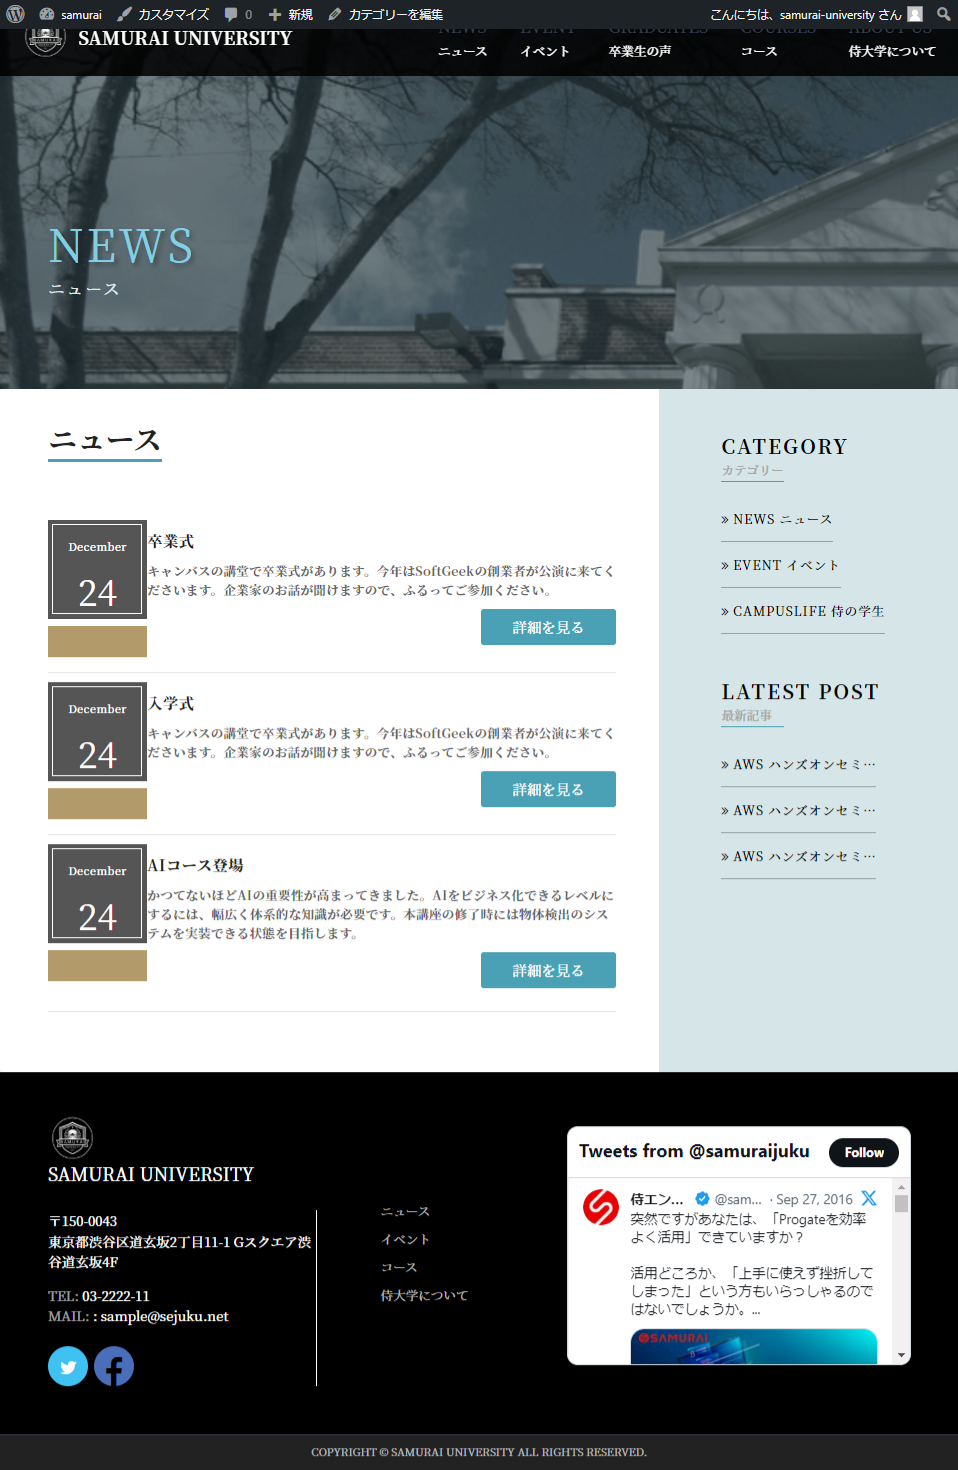 samurai カスタマイズ 0 新規 カテゴリーを編集 こんにちは、samurai-university さん
SAMURAI UNIVERSITY
NEWS EVENT GRADUATES COURSES ABOUT US
ニュース イベント 卒業生の声 コース 侍大学について
NEWS
ニュース
ニュース
December
24
卒業式
キャンバスの講堂で卒業式があります。今年はSoftGeekの創業者が公演に来てく
ださいます。企業家のお話が聞けますので、ふるってご参加ください。
詳細を見る
December
24
入学式
キャンバスの講堂で卒業式があります。今年はSoftGeekの創業者が公演に来てく
ださいます。企業家のお話が聞けますので、ふるってご参加ください。
詳細を見る
December
24
AIコース登場
かつてないほどAIの重要性が高まってきました。AIをビジネス化できるレベルに
するには、幅広く体系的な知識が必要です。本講座の修了時には物体検出のシス
テムを実装できる状態を目指します。
詳細を見る
CATEGORY
カテゴリー
» NEWS ニュース
» EVENT イベント
» CAMPUSLIFE 侍の学生
LATEST POST
最新記事
» AWS ハンズオンセミ…
» AWS ハンズオンセミ…
» AWS ハンズオンセミ…
SAMURAI UNIVERSITY
〒150-0043
東京都渋谷区道玄坂2丁目11-1 Gスクエア渋
谷道玄坂4F
TEL: 03-2222-11
MAIL: : sample@sejuku.net
ニュース
イベント
コース
侍大学について
Tweets from @samuraijuku
Follow
侍エン... @sam... · Sep 27, 2016
突然ですがあなたは、「Progateを効率
よく活用」できていますか？
活用どころか、「上手に使えず挫折して
しまった」という方もいらっしゃるので
はないでしょうか。...
SAMURAI
COPYRIGHT © SAMURAI UNIVERSITY ALL RIGHTS RESERVED.